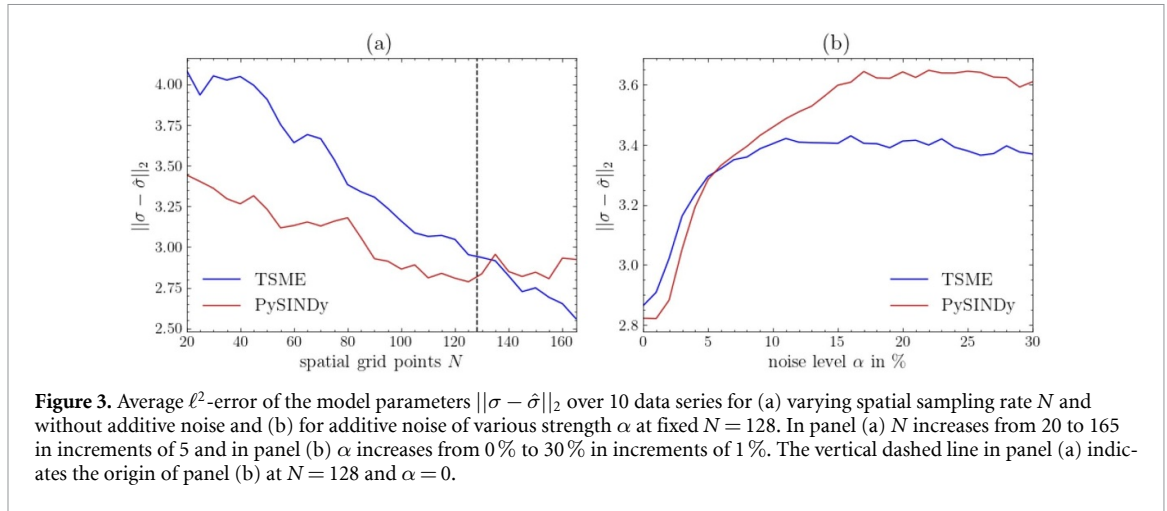 (a)
4.00
3.75
3.50
3.25
3.00
2.75
2.50
||σ − σ̂||₂
TSME
PySINDy
20 40 60 80 100 120 140 160
spatial grid points N
(b)
3.6
3.4
3.2
3.0
2.8
||σ − σ̂||₂
TSME
PySINDy
0 5 10 15 20 25 30
noise level α in %
Figure 3. Average ℓ²-error of the model parameters ||σ − σ̂||₂ over 10 data series for (a) varying spatial sampling rate N and
without additive noise and (b) for additive noise of various strength α at fixed N = 128. In panel (a) N increases from 20 to 165
in increments of 5 and in panel (b) α increases from 0% to 30% in increments of 1%. The vertical dashed line in panel (a) indic-
ates the origin of panel (b) at N = 128 and α = 0.